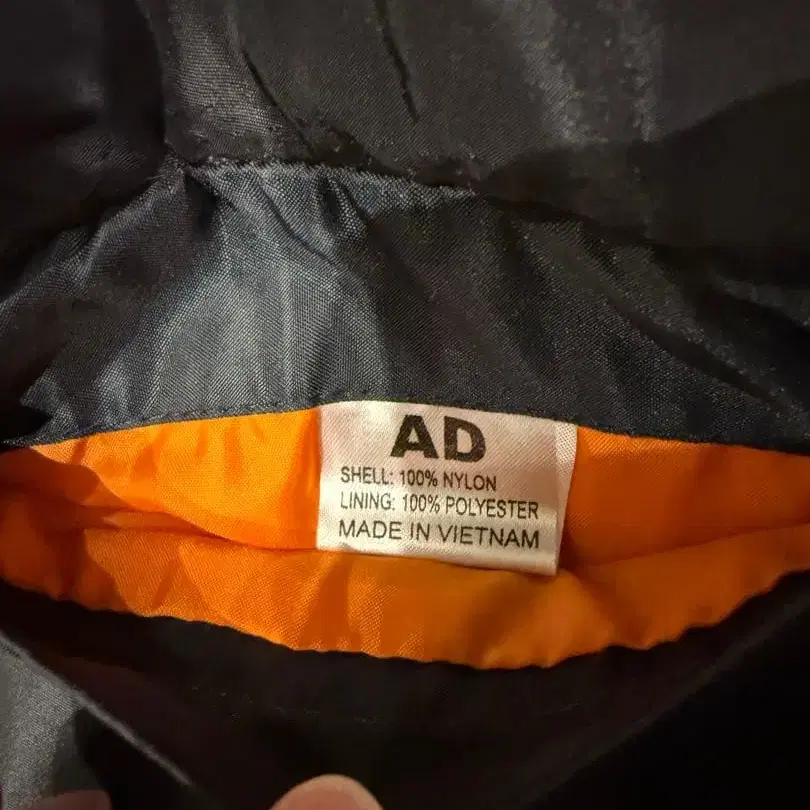 AD
SHELL: 100% NYLON
LINING: 100% POLYESTER
MADE IN VIETNAM